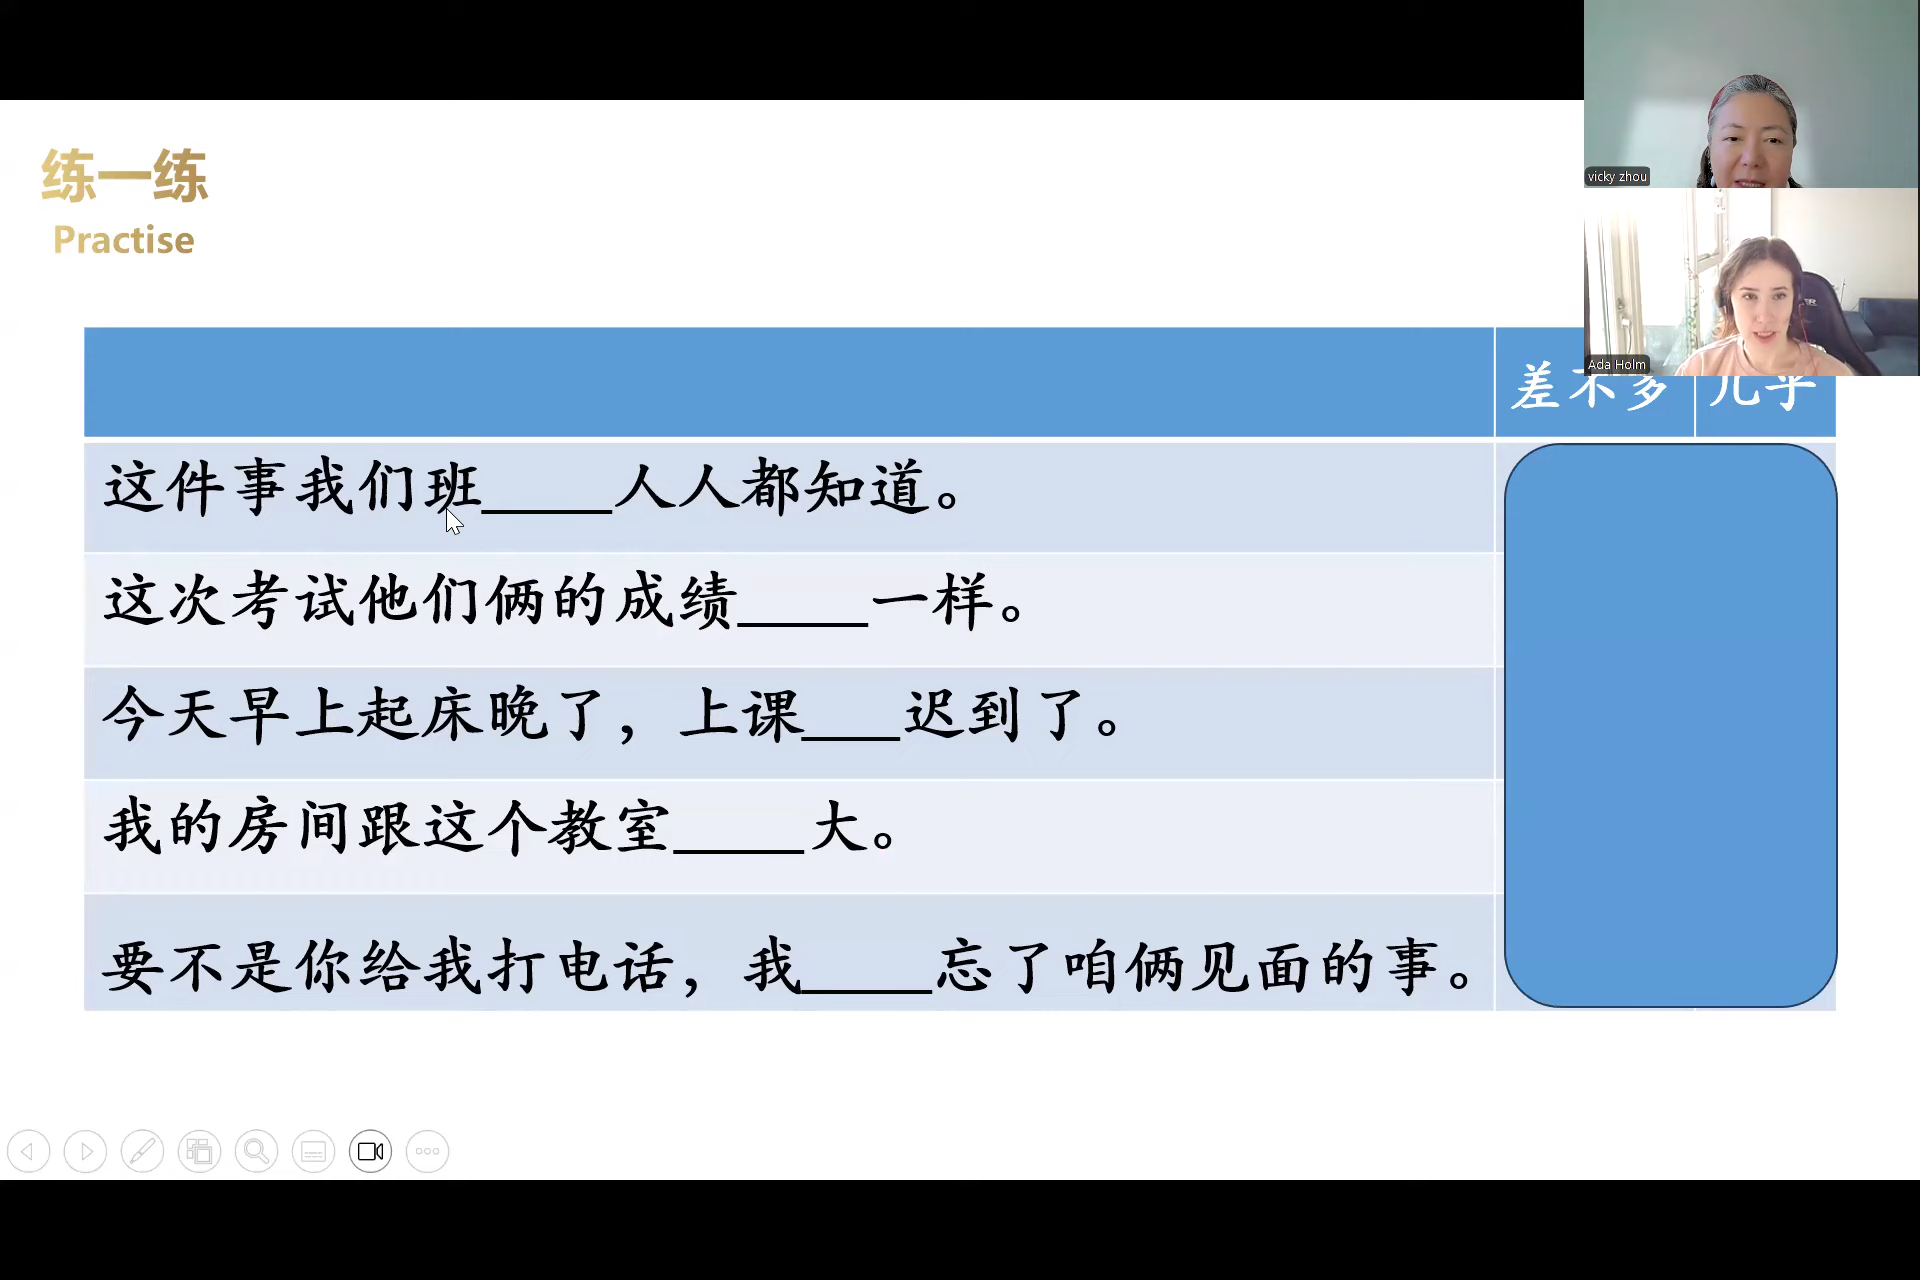 练一练
Practise
vicky zhou
Ada Holm
差不多
几乎
这件事我们班_____人人都知道。
这次考试他们俩的成绩_____一样。
今天早上起床晚了，上课____迟到了。
我的房间跟这个教室_____大。
要不是你给我打电话，我_____忘了咱俩见面的事。